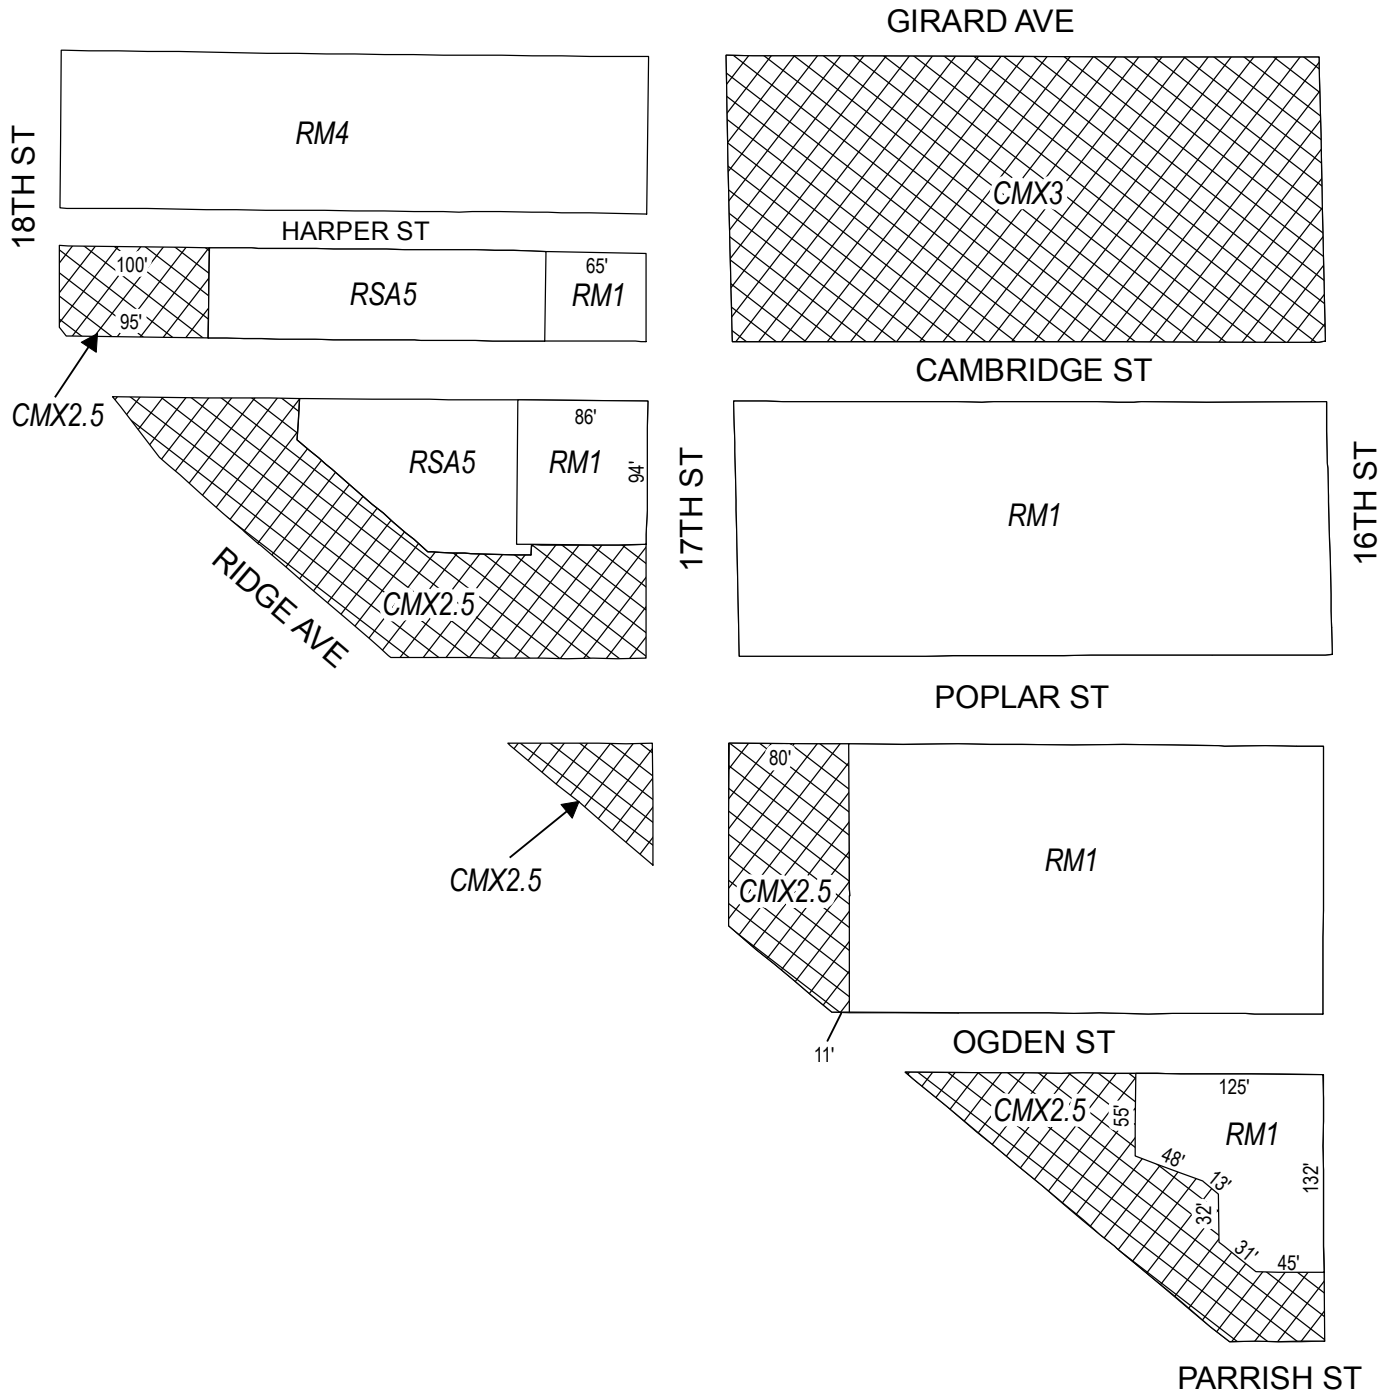 GIRARD AVE
RM4
18TH ST
CMX3
HARPER ST
100'
RSA5
65'
RM1
95'
CMX2.5
CAMBRIDGE ST
86'
RSA5
RM1
94'
17TH ST
RM1
16TH ST
RIDGE AVE
CMX2.5
POPLAR ST
80'
CMX2.5
CMX2.5
RM1
11'
OGDEN ST
125'
CMX2.5
55'
RM1
48'
13'
132'
32'
31'
45'
PARRISH ST